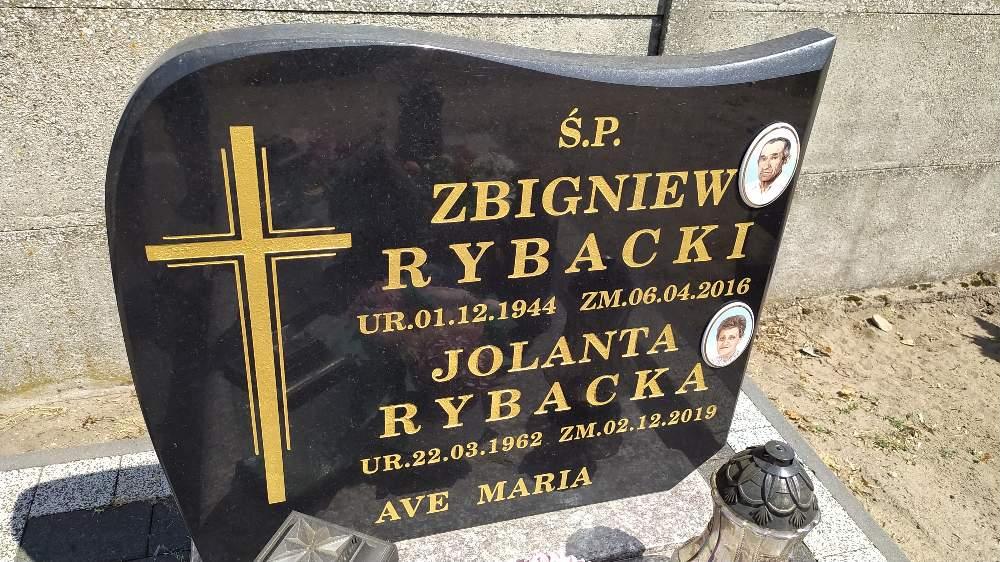 Ś.P.
ZBIGNIEW
RYBACKI
UR.01.12.1944 ZM.06.04.2016
JOLANTA
RYBACKA
UR.22.03.1962 ZM.02.12.2019
AVE MARIA